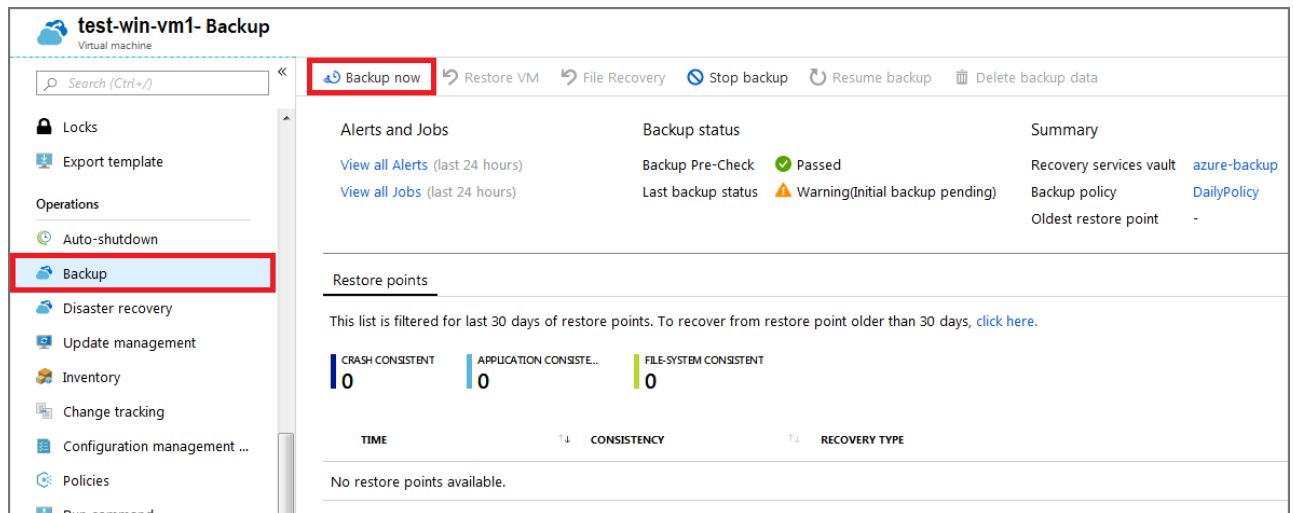 test-win-vm1- Backup
Virtual machine
Search (Ctrl+/)
«
Locks
Export template
Operations
Auto-shutdown
Backup
Disaster recovery
Update management
Inventory
Change tracking
Configuration management ...
Policies
Backup now Restore VM File Recovery Stop backup Resume backup Delete backup data
Alerts and Jobs
View all Alerts (last 24 hours)
View all Jobs (last 24 hours)
Backup status
Backup Pre-Check Passed
Last backup status Warning(Initial backup pending)
Summary
Recovery services vault azure-backup
Backup policy DailyPolicy
Oldest restore point -
Restore points
This list is filtered for last 30 days of restore points. To recover from restore point older than 30 days, click here.
CRASH CONSISTENT
0
APPLICATION CONSISTE...
0
FILE-SYSTEM CONSISTENT
0
TIME ↑↓ CONSISTENCY ↑↓ RECOVERY TYPE
No restore points available.